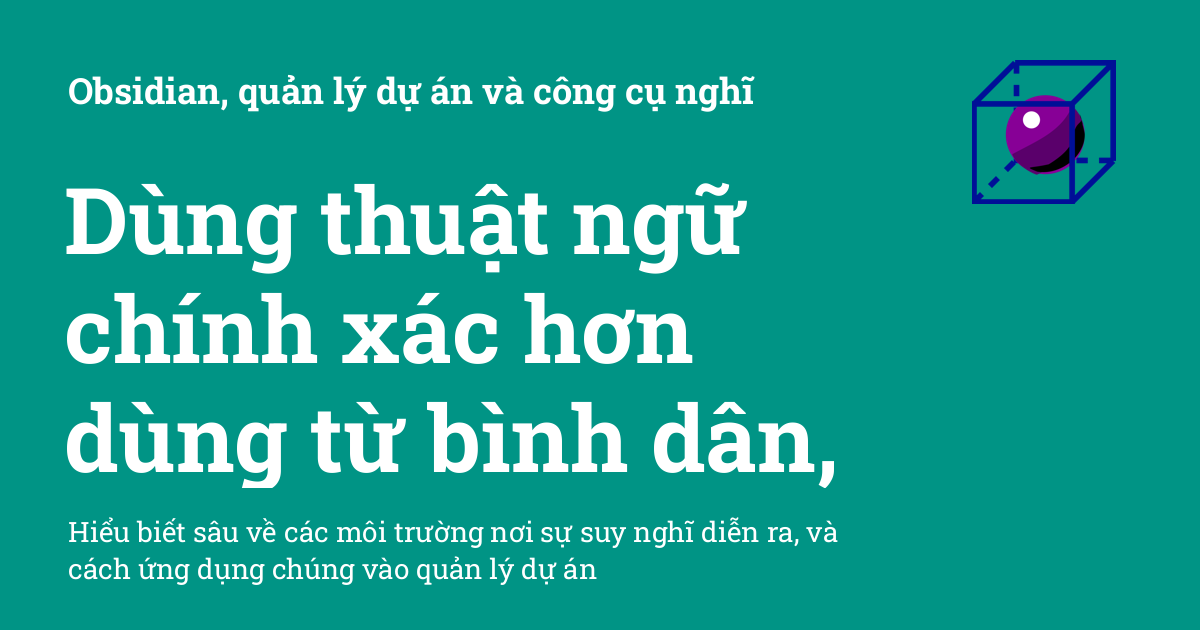 Obsidian, quản lý dự án và công cụ nghĩ
Dùng thuật ngữ
chính xác hơn
dùng từ bình dân,
Hiểu biết sâu về các môi trường nơi sự suy nghĩ diễn ra, và
cách ứng dụng chúng vào quản lý dự án